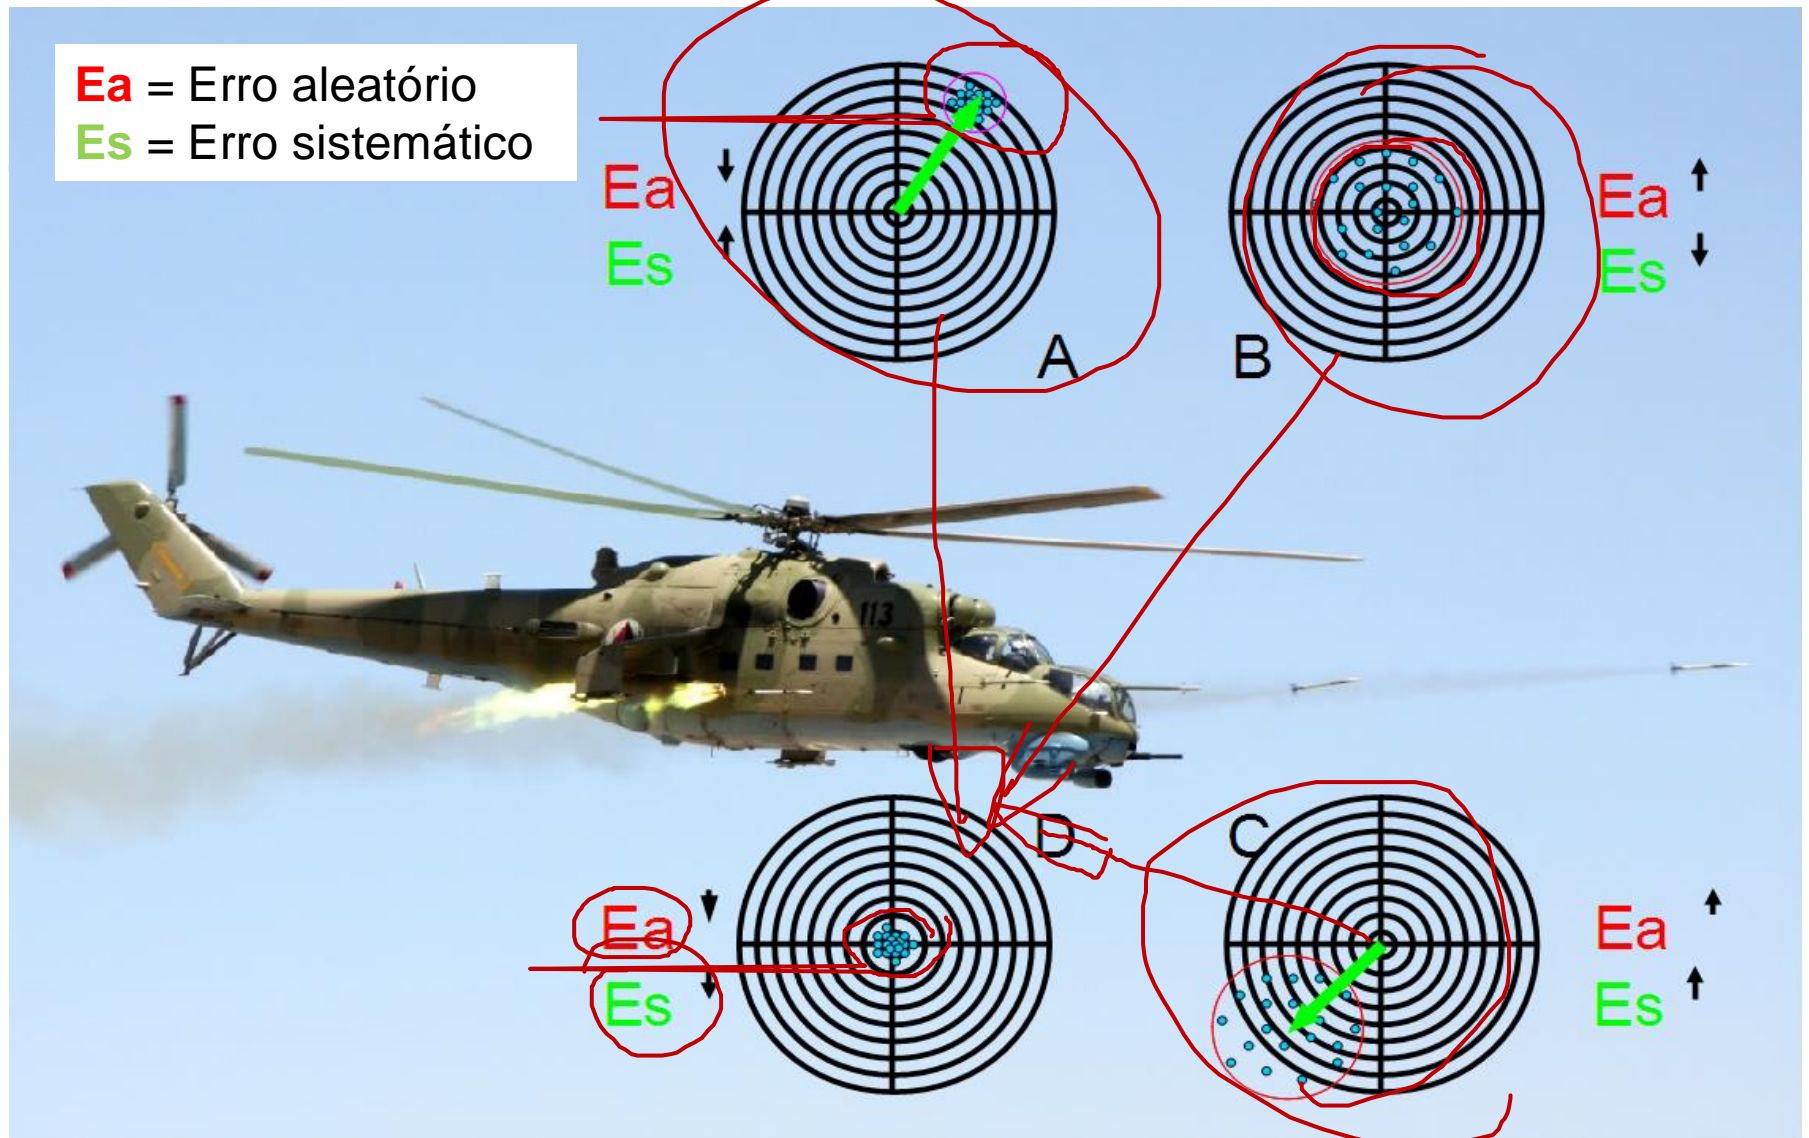 Ea = Erro aleatório
Es = Erro sistemático
Ea
Es
A
B
Ea
Es
113
D
C
Ea
Es
Ea
Es